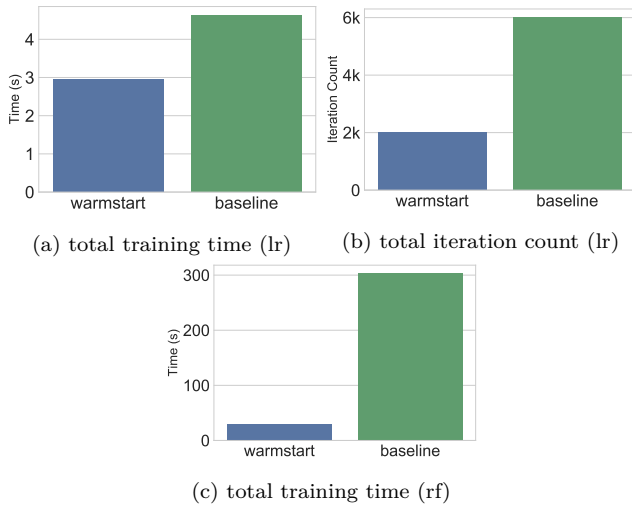 4
3
2
1
0
Time (s)
warmstart baseline
(a) total training time (lr)
6k
4k
2k
0
Iteration Count
warmstart baseline
(b) total iteration count (lr)
300
200
100
0
Time (s)
warmstart baseline
(c) total training time (rf)